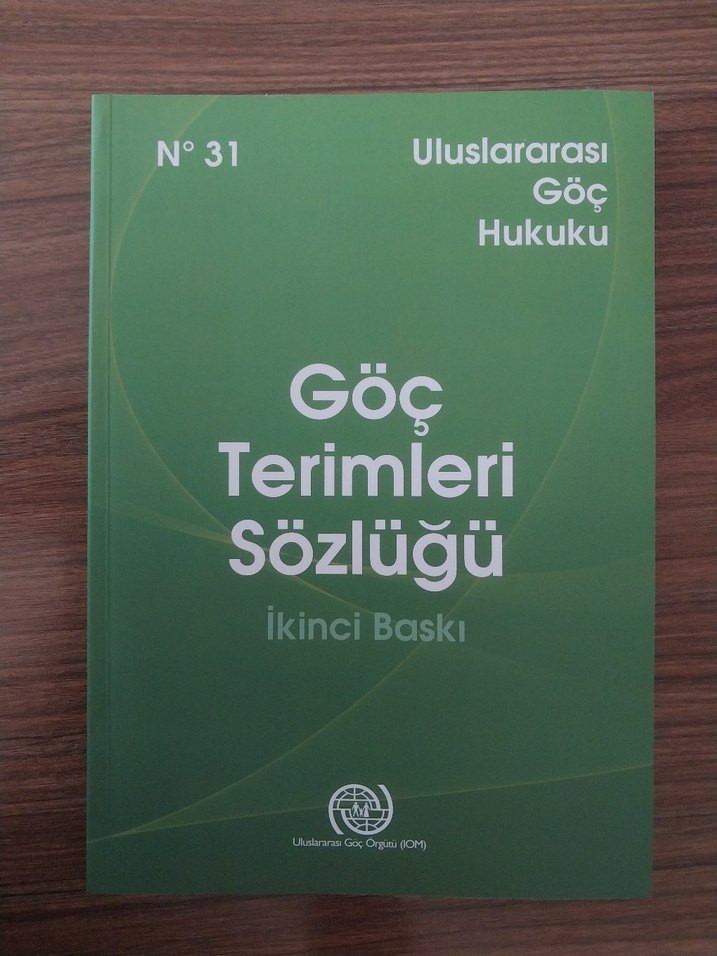 N° 31
Uluslararası
Göç
Hukuku
Göç
Terimleri
Sözlüğü
İkinci Baskı
Uluslararası Göç Örgütü (IOM)